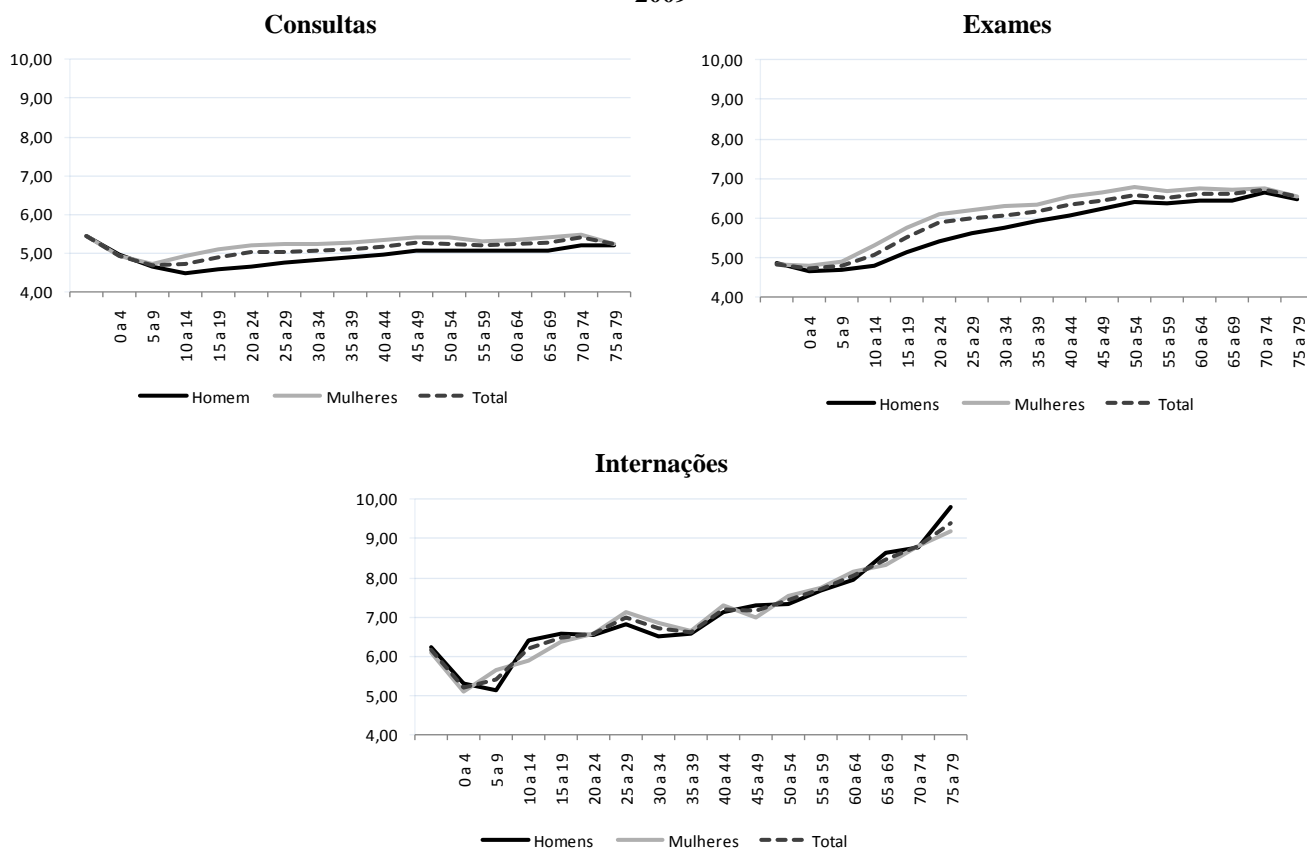 2009
Consultas
10,00
9,00
8,00
7,00
6,00
5,00
4,00
0 a 4
5 a 9
10 a 14
15 a 19
20 a 24
25 a 29
30 a 34
35 a 39
40 a 44
45 a 49
50 a 54
55 a 59
60 a 64
65 a 69
70 a 74
75 a 79
Homem Mulheres Total
Exames
10,00
9,00
8,00
7,00
6,00
5,00
4,00
0 a 4
5 a 9
10 a 14
15 a 19
20 a 24
25 a 29
30 a 34
35 a 39
40 a 44
45 a 49
50 a 54
55 a 59
60 a 64
65 a 69
70 a 74
75 a 79
Homens Mulheres Total
Internações
10,00
9,00
8,00
7,00
6,00
5,00
4,00
0 a 4
5 a 9
10 a 14
15 a 19
20 a 24
25 a 29
30 a 34
35 a 39
40 a 44
45 a 49
50 a 54
55 a 59
60 a 64
65 a 69
70 a 74
75 a 79
Homens Mulheres Total